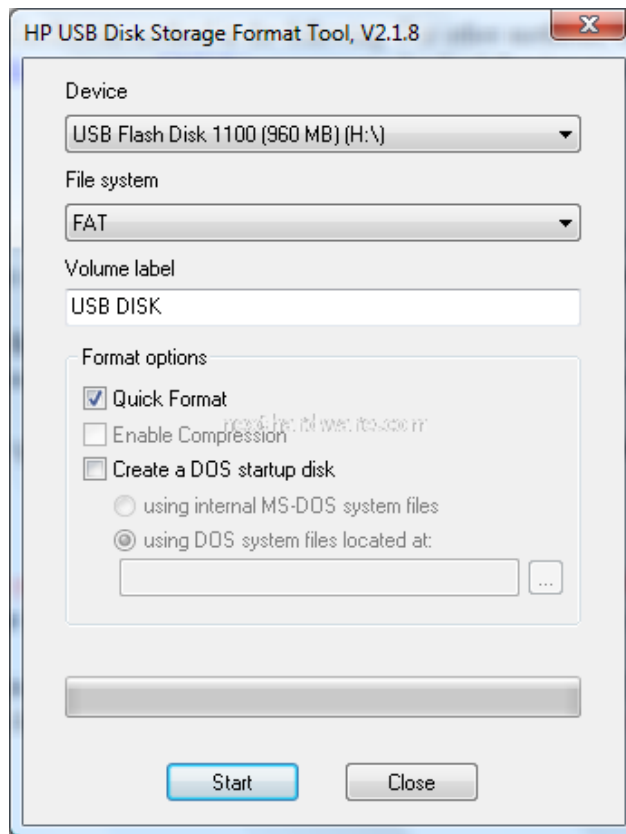 HP USB Disk Storage Format Tool, V2.1.8
Device
USB Flash Disk 1100 (960 MB) (H:\)
File system
FAT
Volume label
USB DISK
Format options
Quick Format
Enable Compression
Create a DOS startup disk
using internal MS-DOS system files
using DOS system files located at:
...
Start
Close